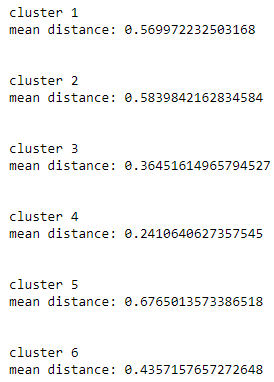 cluster 1
mean distance: 0.569972232503168
cluster 2
mean distance: 0.5839842162834584
cluster 3
mean distance: 0.36451614965794527
cluster 4
mean distance: 0.2410640627357545
cluster 5
mean distance: 0.6765013573386518
cluster 6
mean distance: 0.4357157657272648